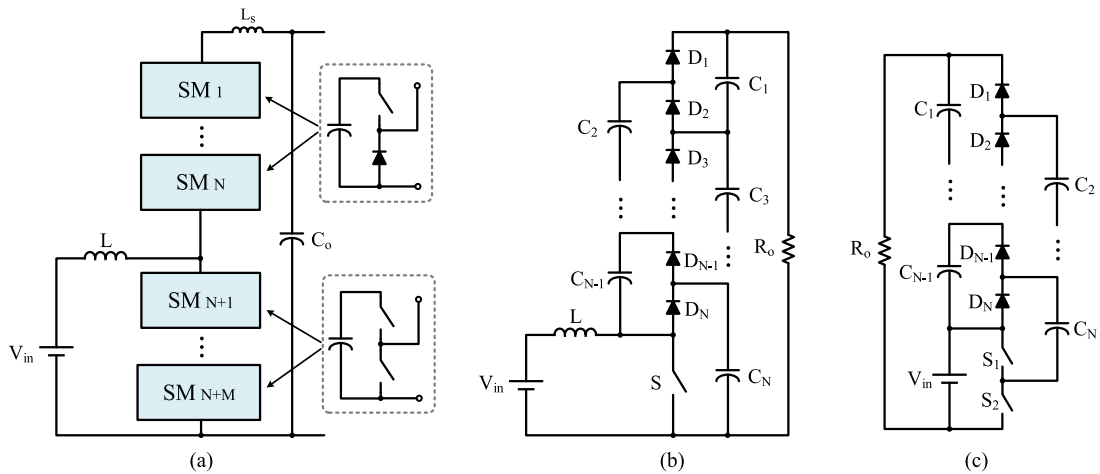 Ls
SM 1
SM N
L
Co
SM N+1
Vin
SM N+M
(a)
D1
C1
C2
D2
D3
C3
Ro
CN-1
DN-1
L
DN
Vin
S
CN
(b)
D1
C1
D2
C2
Ro
DN-1
CN-1
DN
CN
S1
Vin
S2
(c)